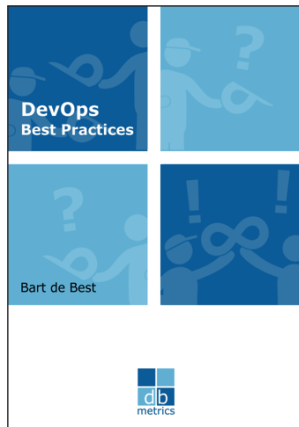 ?
DevOps
Best Practices
?
! !
Bart de Best
db
metrics